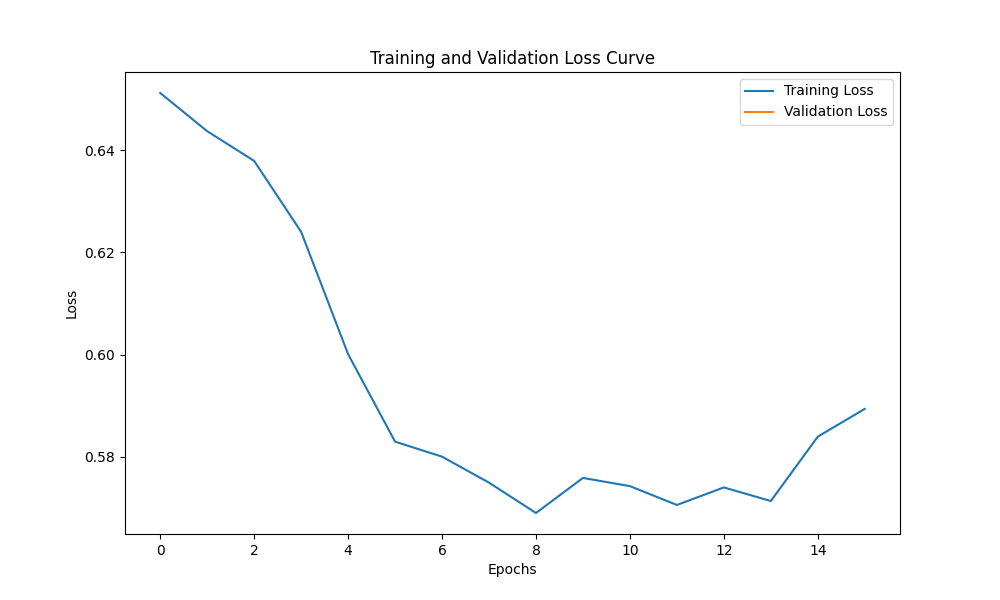 Training and Validation Loss Curve
Training Loss
Validation Loss
0.64
0.62
0.60
0.58
Loss
0 2 4 6 8 10 12 14
Epochs